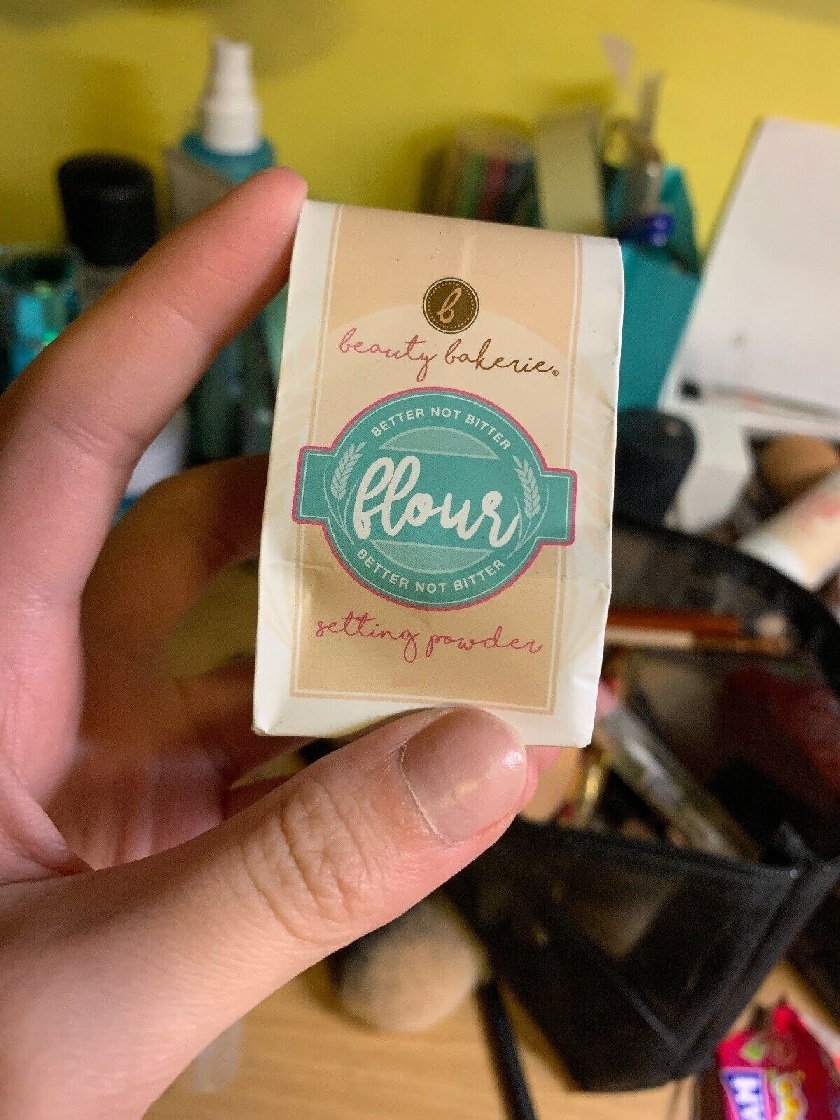 b
beauty bakerie®
BETTER NOT BITTER
flour
BETTER NOT BITTER
setting powder